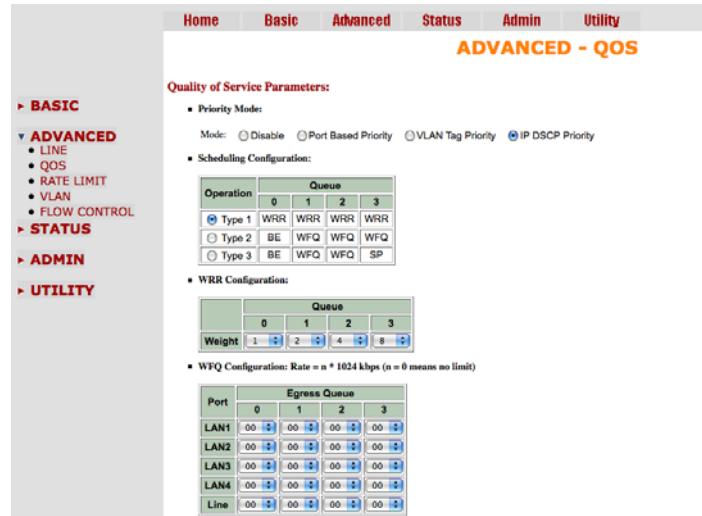 Home Basic Advanced Status Admin Utility
ADVANCED - QOS
BASIC
ADVANCED
LINE
QOS
RATE LIMIT
VLAN
FLOW CONTROL
STATUS
ADMIN
UTILITY
Quality of Service Parameters:
Priority Mode:
Mode: Disable Port Based Priority VLAN Tag Priority IP DSCP Priority
Scheduling Configuration:
Operation Queue
0 1 2 3
Type 1 WRR WRR WRR WRR
Type 2 BE WFQ WFQ WFQ
Type 3 BE WFQ WFQ SP
WRR Configuration:
Queue
0 1 2 3
Weight 1 2 4 8
WFQ Configuration: Rate = n * 1024 kbps (n = 0 means no limit)
Port Egress Queue
0 1 2 3
LAN1 00 00 00 00
LAN2 00 00 00 00
LAN3 00 00 00 00
LAN4 00 00 00 00
Line 00 00 00 00